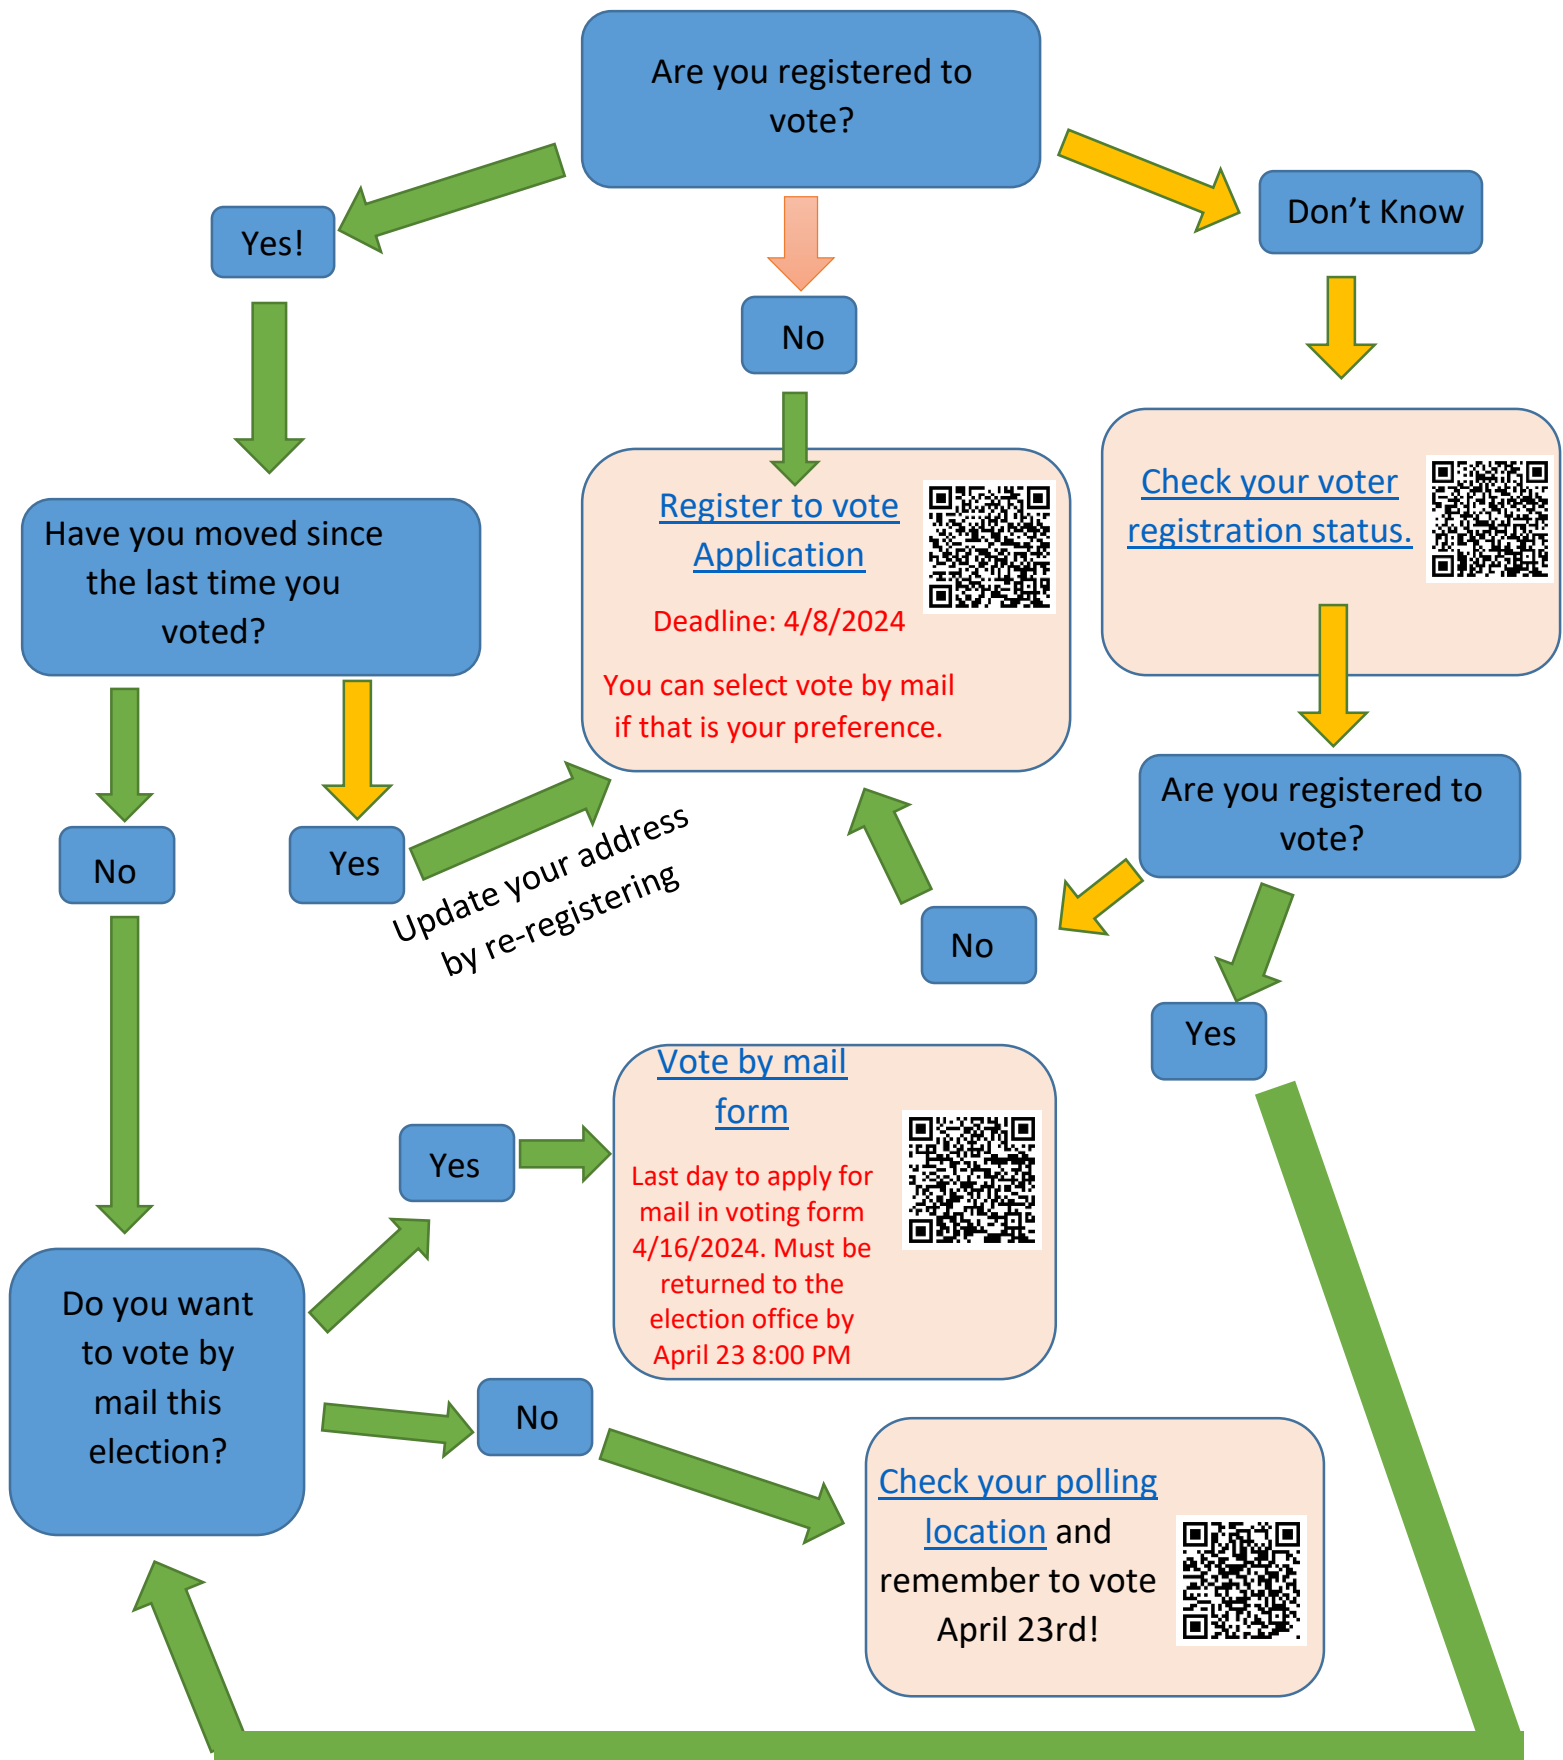 Are you registered to
vote?
Yes!
No
Don't Know
Register to vote
Application
Deadline: 4/8/2024
You can select vote by mail
if that is your preference.
Check your voter
registration status.
Have you moved since
the last time you
voted?
No
Yes
Update your address
by re-registering
Are you registered to
vote?
No
Yes
Do you want
to vote by
mail this
election?
Yes
Vote by mail
form
Last day to apply for
mail in voting form
4/16/2024. Must be
returned to the
election office by
April 23 8:00 PM
No
Check your polling
location and
remember to vote
April 23rd!